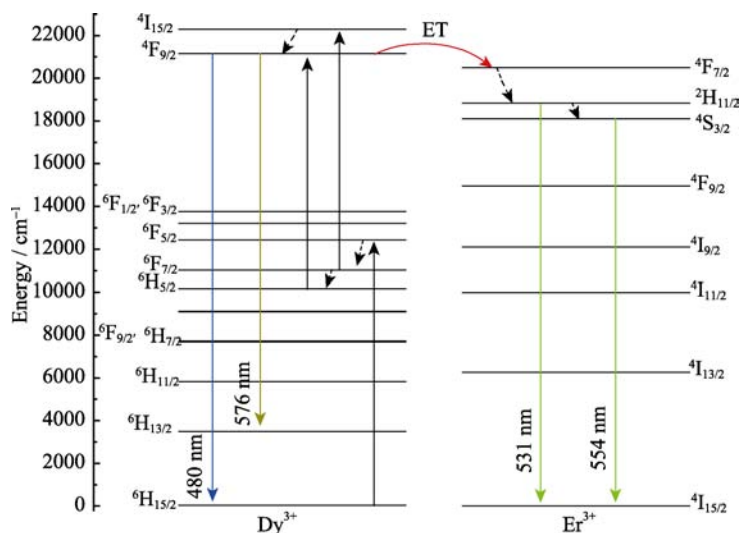 Energy / cm⁻¹
22000
20000
18000
16000
14000
12000
10000
8000
6000
4000
2000
0
⁴I₁₅/₂
⁴F₉/₂
⁶F₁/₂, ⁶F₃/₂
⁶F₅/₂
⁶F₇/₂
⁶H₅/₂
⁶F₉/₂, ⁶H₇/₂
⁶H₁₁/₂
⁶H₁₃/₂
⁶H₁₅/₂
480 nm
576 nm
Dy³⁺
ET
⁴F₇/₂
²H₁₁/₂
⁴S₃/₂
⁴F₉/₂
⁴I₉/₂
⁴I₁₁/₂
⁴I₁₃/₂
⁴I₁₅/₂
531 nm
554 nm
Er³⁺